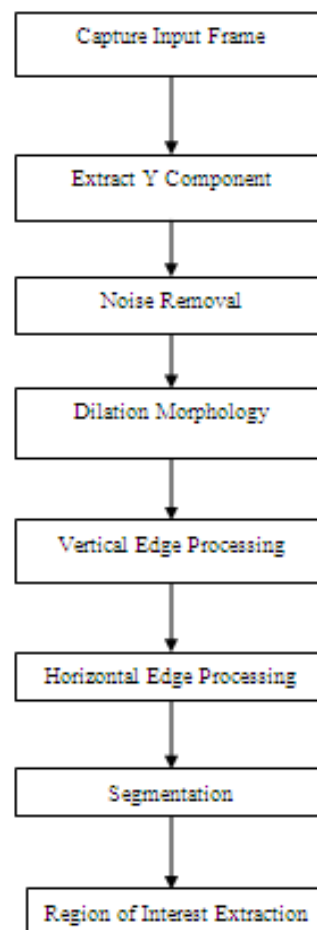 Capture Input Frame
Extract Y Component
Noise Removal
Dilation Morphology
Vertical Edge Processing
Horizontal Edge Processing
Segmentation
Region of Interest Extraction